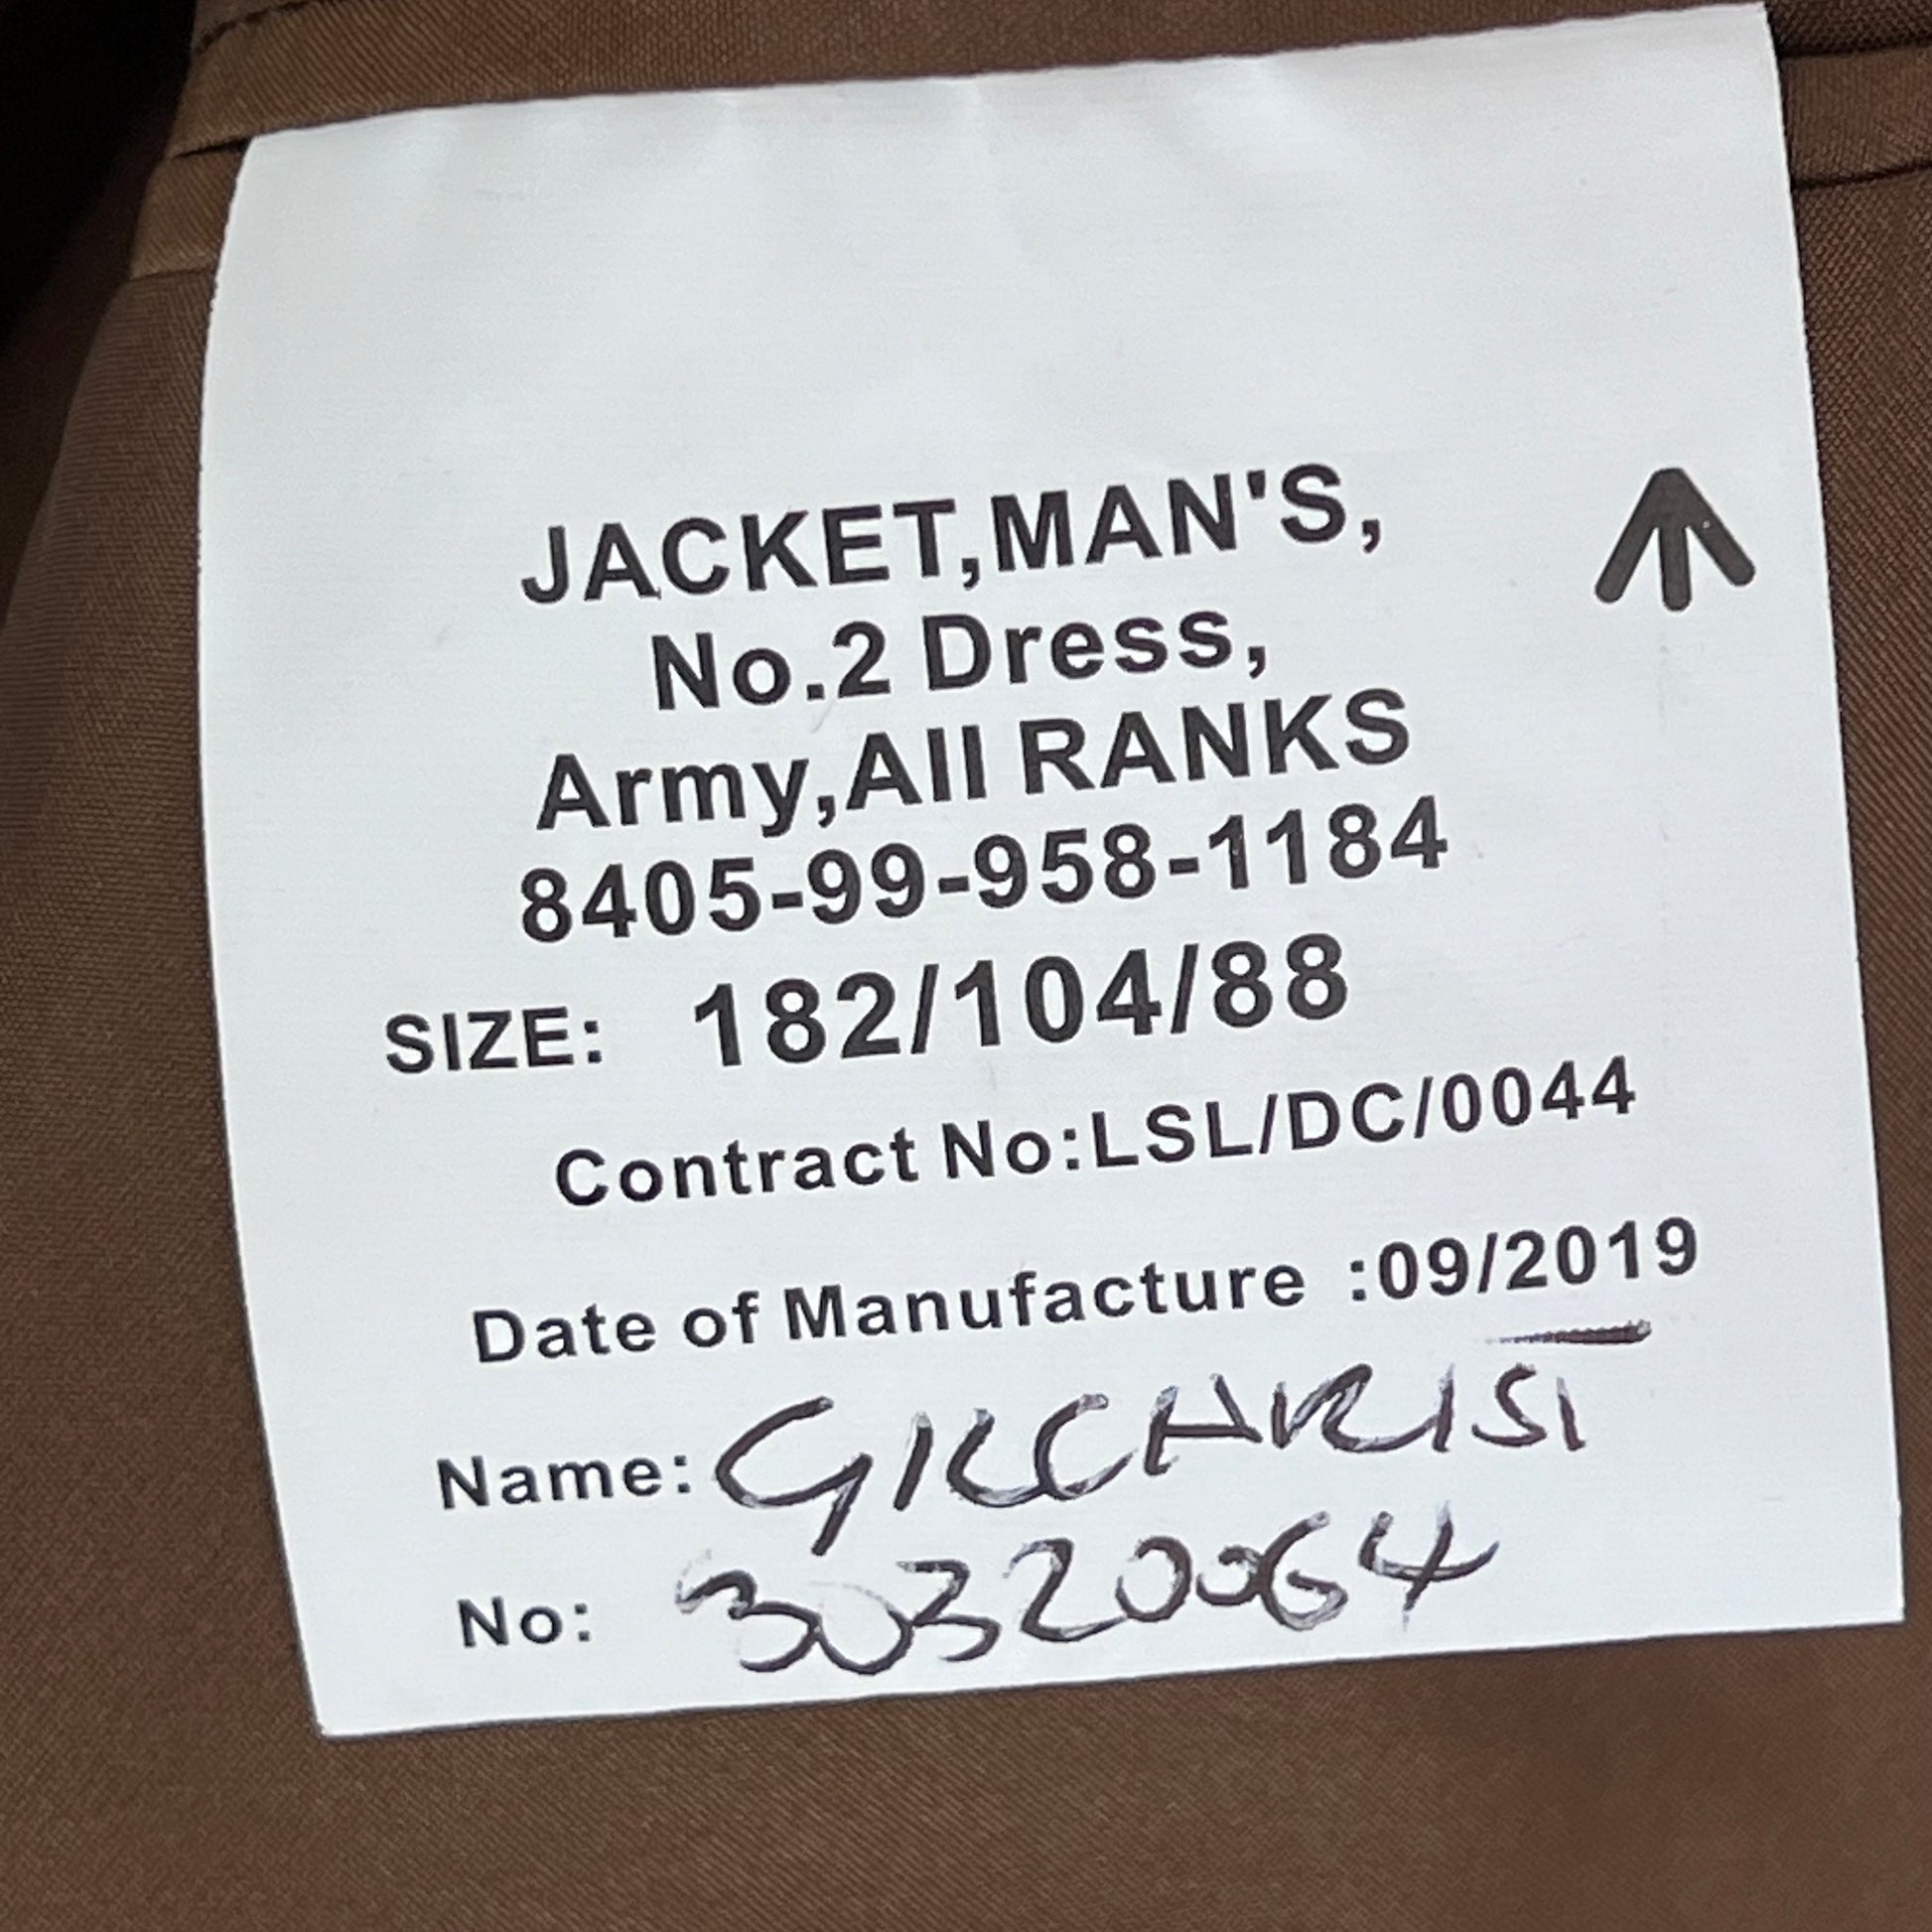 JACKET,MAN'S,
No.2 Dress,
Army,All RANKS
8405-99-958-1184
SIZE: 182/104/88
Contract No:LSL/DC/0044
Date of Manufacture :09/2019
Name: GILCHRIST
No: 30320064